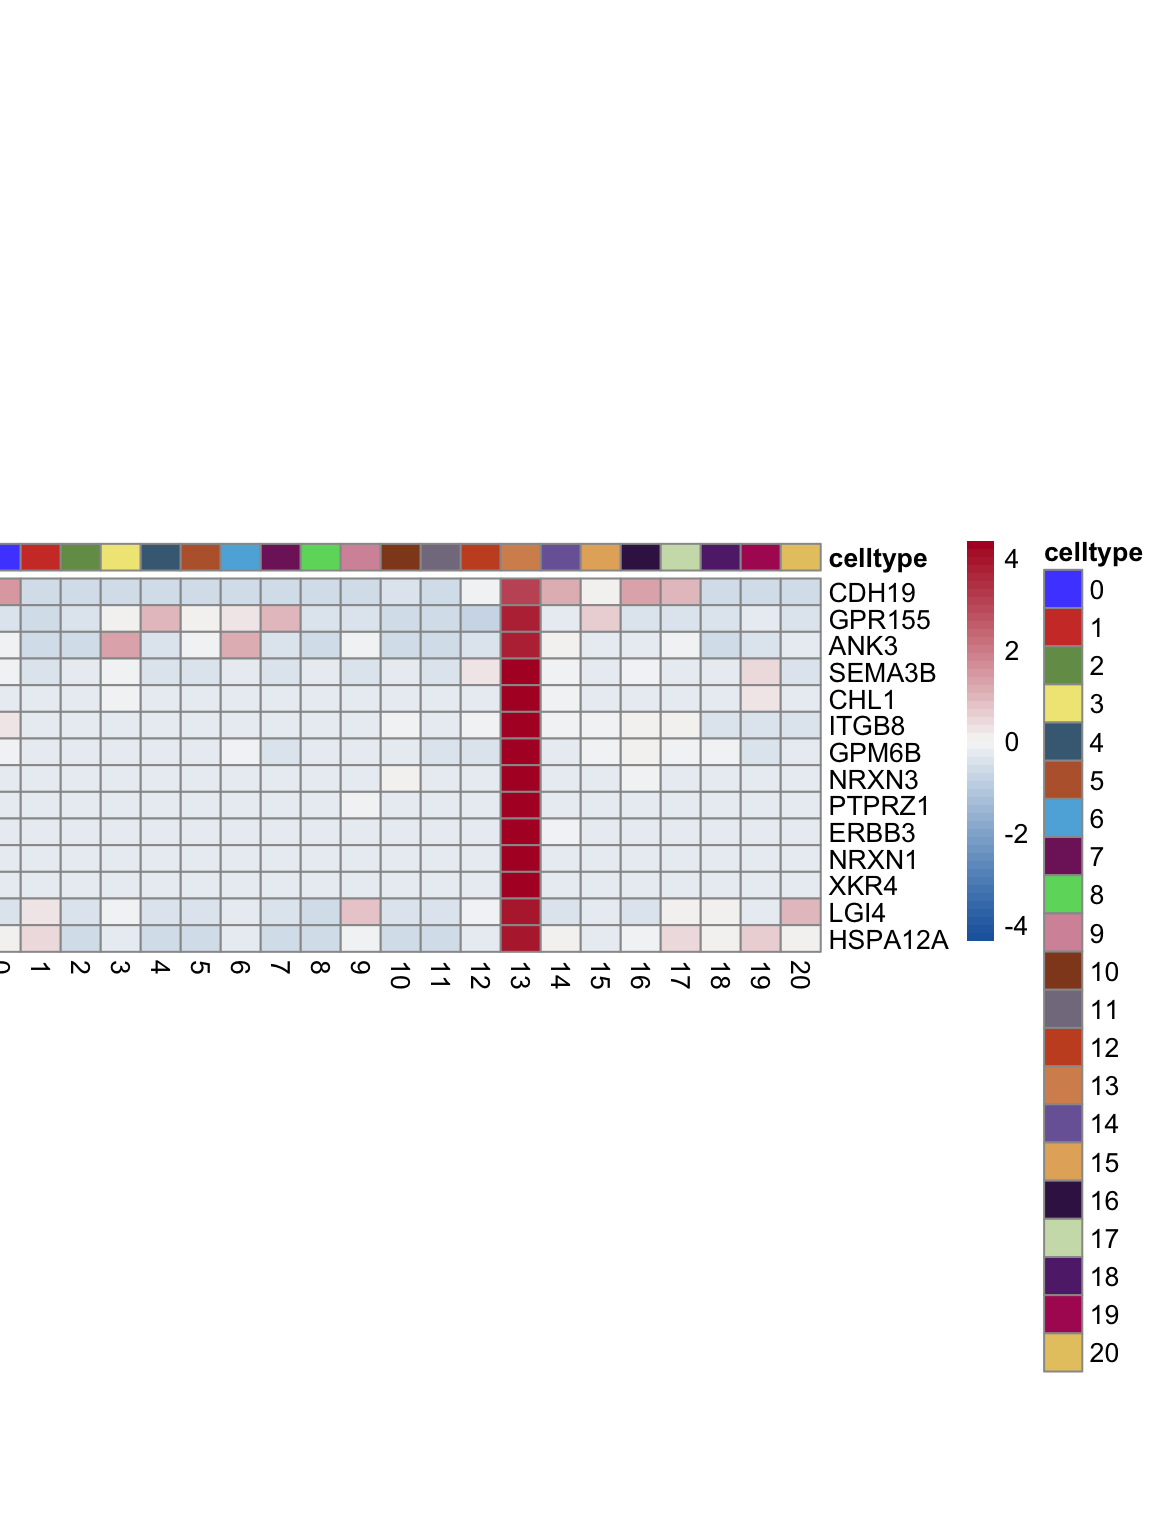 celltype
CDH19
GPR155
ANK3
SEMA3B
CHL1
ITGB8
GPM6B
NRXN3
PTPRZ1
ERBB3
NRXN1
XKR4
LGI4
HSPA12A
0 1 2 3 4 5 6 7 8 9 10 11 12 13 14 15 16 17 18 19 20
4
2
0
-2
-4
celltype
0
1
2
3
4
5
6
7
8
9
10
11
12
13
14
15
16
17
18
19
20